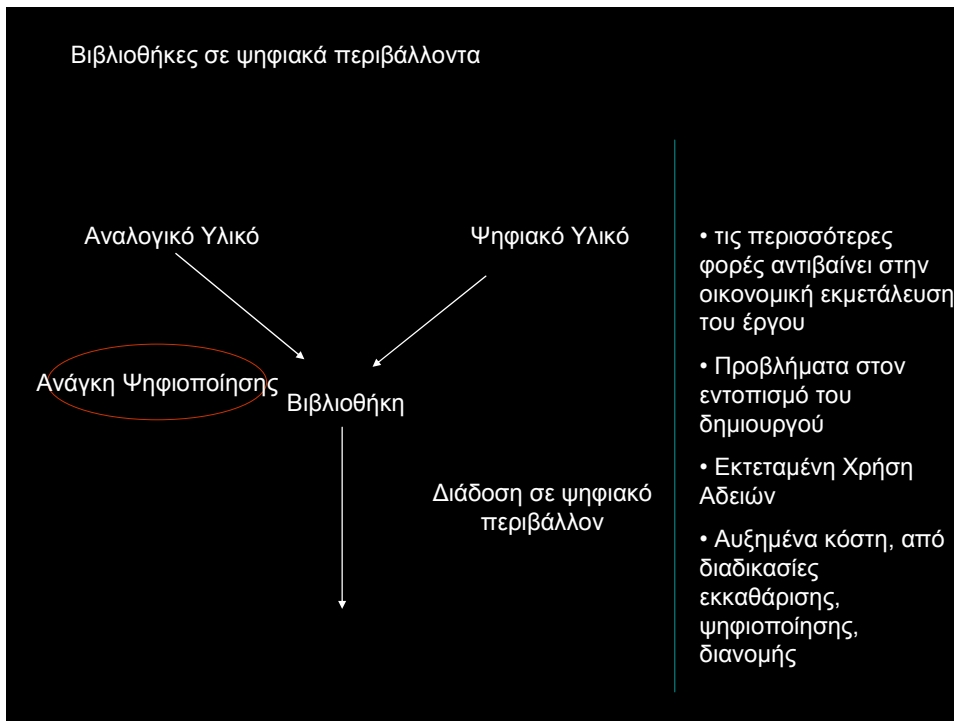 Βιβλιοθήκες σε ψηφιακά περιβάλλοντα
Αναλογικό Υλικό
Ψηφιακό Υλικό
Ανάγκη Ψηφιοποίησης
Βιβλιοθήκη
Διάδοση σε ψηφιακό
περιβάλλον
• τις περισσότερες
φορές αντιβαίνει στην
οικονομική εκμετάλευση
του έργου
• Προβλήματα στον
εντοπισμό του
δημιουργού
• Εκτεταμένη Χρήση
Αδειών
• Αυξημένα κόστη, από
διαδικασίες
εκκαθάρισης,
ψηφιοποίησης,
διανομής